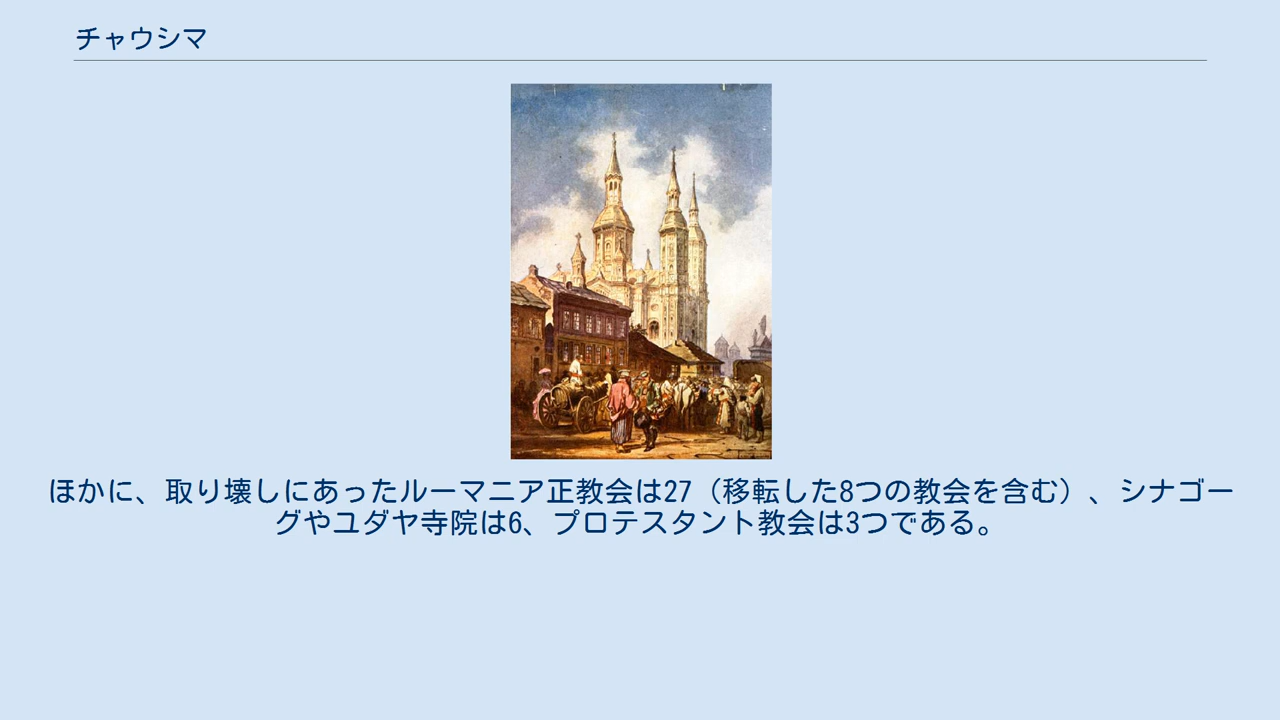 チャウシマ
ほかに、取り壊しにあったルーマニア正教会は27（移転した8つの教会を含む）、シナゴー
グやユダヤ寺院は6、プロテスタント教会は3つである。